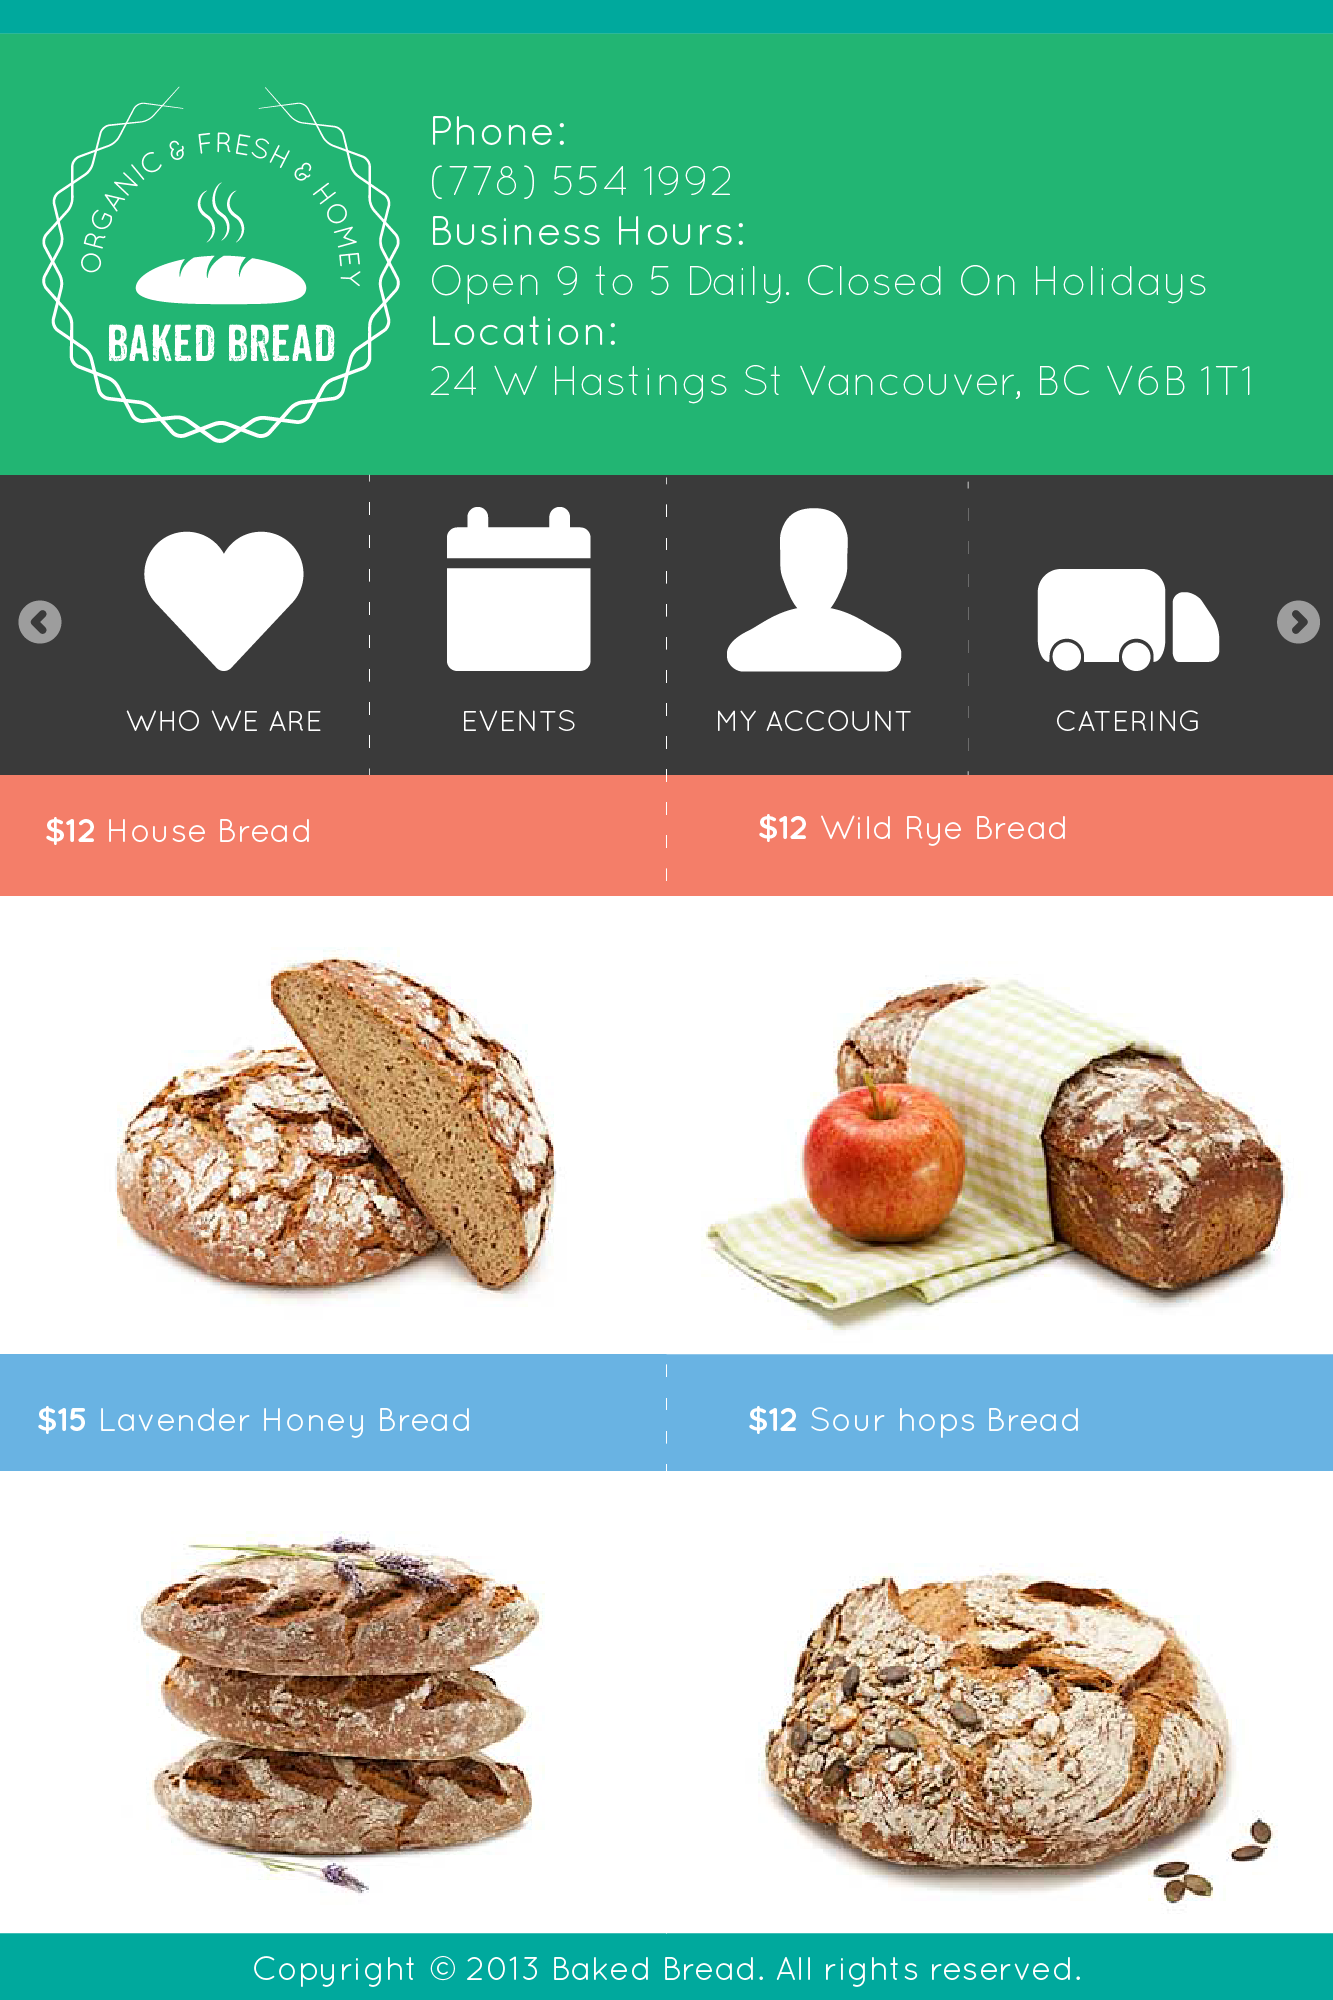 ORGANIC & FRESH & HOMEY
BAKED BREAD
Phone:
(778) 554 1992
Business Hours:
Open 9 to 5 Daily. Closed On Holidays
Location:
24 W Hastings St Vancouver, BC V6B 1T1
WHO WE ARE
EVENTS
MY ACCOUNT
CATERING
$12 House Bread
$12 Wild Rye Bread
$15 Lavender Honey Bread
$12 Sour hops Bread
Copyright © 2013 Baked Bread. All rights reserved.